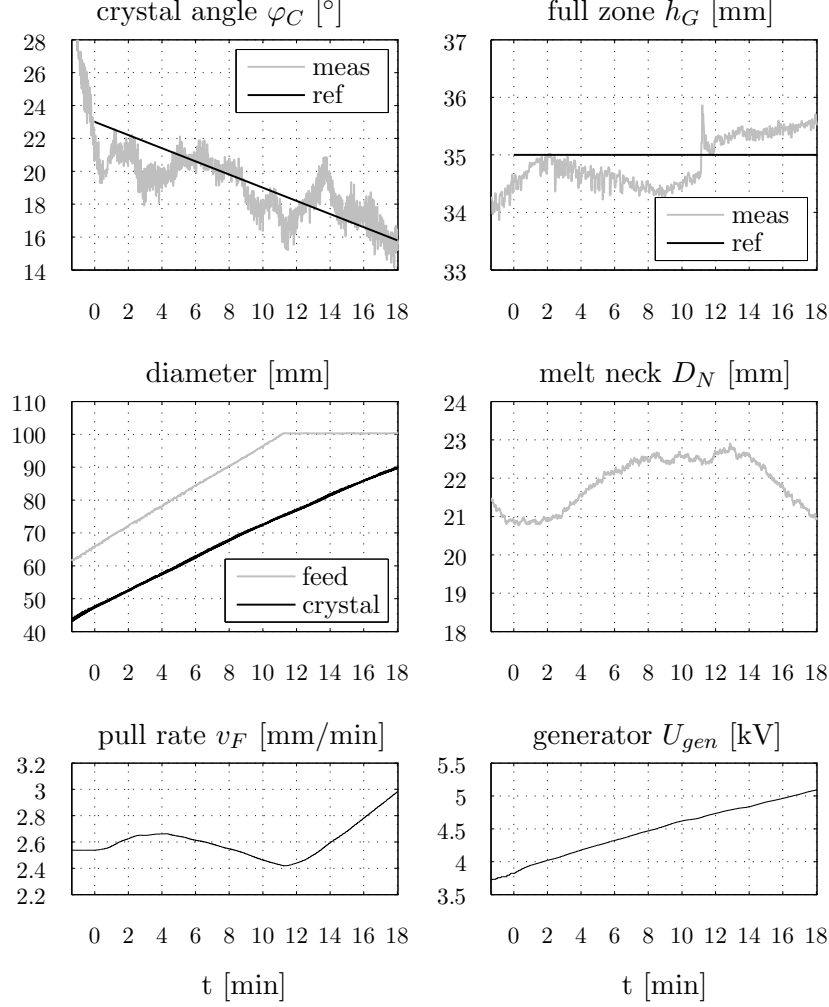 crystal angle φC [°]
28
26
24
22
20
18
16
14
meas
ref
0 2 4 6 8 10 12 14 16 18
full zone hG [mm]
37
36
35
34
33
meas
ref
0 2 4 6 8 10 12 14 16 18
diameter [mm]
110
100
90
80
70
60
50
40
feed
crystal
0 2 4 6 8 10 12 14 16 18
melt neck DN [mm]
24
23
22
21
20
19
18
0 2 4 6 8 10 12 14 16 18
pull rate vF [mm/min]
3.2
3
2.8
2.6
2.4
2.2
0 2 4 6 8 10 12 14 16 18
t [min]
generator Ugen [kV]
5.5
5
4.5
4
3.5
0 2 4 6 8 10 12 14 16 18
t [min]